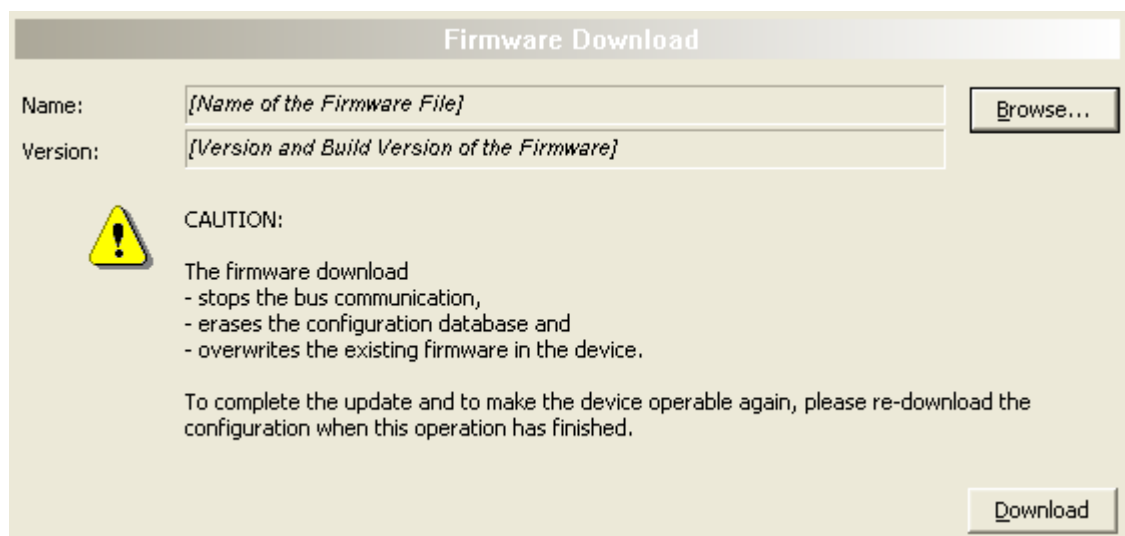 Firmware Download
Name: [Name of the Firmware File] Browse...
Version: [Version and Build Version of the Firmware]
CAUTION:
The firmware download
- stops the bus communication,
- erases the configuration database and
- overwrites the existing firmware in the device.
To complete the update and to make the device operable again, please re-download the
configuration when this operation has finished.
Download